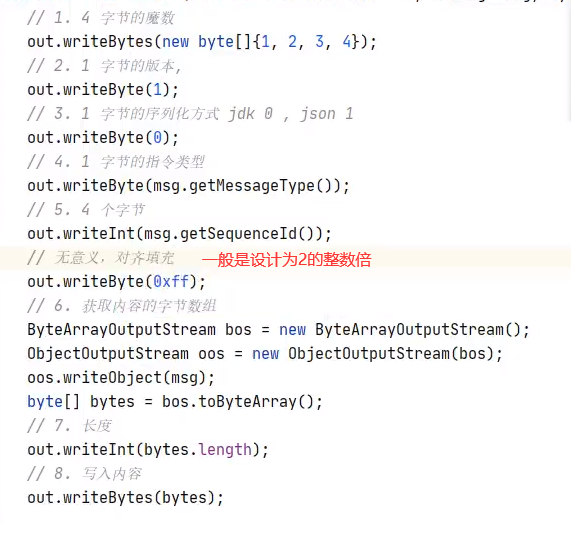 // 1. 4 字节的魔数
out.writeBytes(new byte[]{1, 2, 3, 4});
// 2. 1 字节的版本,
out.writeByte(1);
// 3. 1 字节的序列化方式 jdk 0 , json 1
out.writeByte(0);
// 4. 1 字节的指令类型
out.writeByte(msg.getMessageType());
// 5. 4 个字节
out.writeInt(msg.getSequenceId());
// 无意义，对齐填充 一般是设计为2的整数倍
out.writeByte(0xff);
// 6. 获取内容的字节数组
ByteArrayOutputStream bos = new ByteArrayOutputStream();
ObjectOutputStream oos = new ObjectOutputStream(bos);
oos.writeObject(msg);
byte[] bytes = bos.toByteArray();
// 7. 长度
out.writeInt(bytes.length);
// 8. 写入内容
out.writeBytes(bytes);